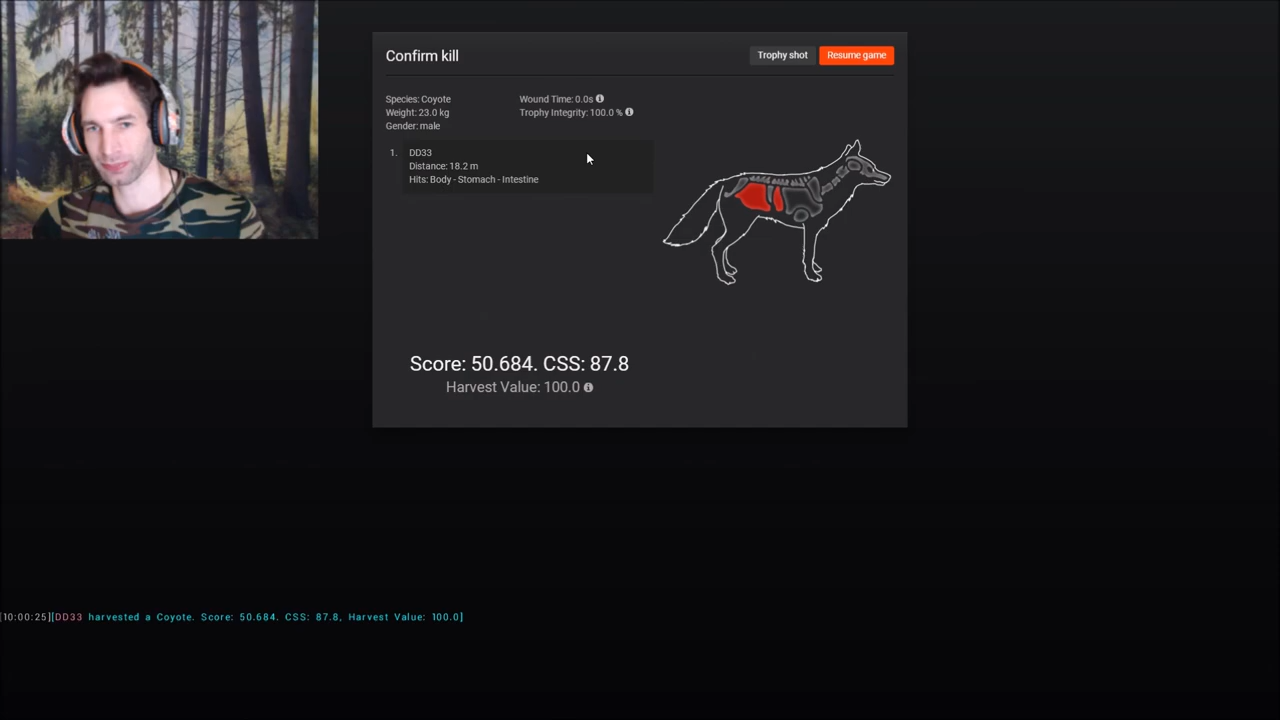 Confirm kill
Trophy shot
Resume game
Species: Coyote
Weight: 23.0 kg
Gender: male
Wound Time: 0.0s
Trophy Integrity: 100.0 %
1. DD33
Distance: 18.2 m
Hits: Body - Stomach - Intestine
Score: 50.684. CSS: 87.8
Harvest Value: 100.0
[10:00:25][DD33 harvested a Coyote. Score: 50.684. CSS: 87.8, Harvest Value: 100.0]